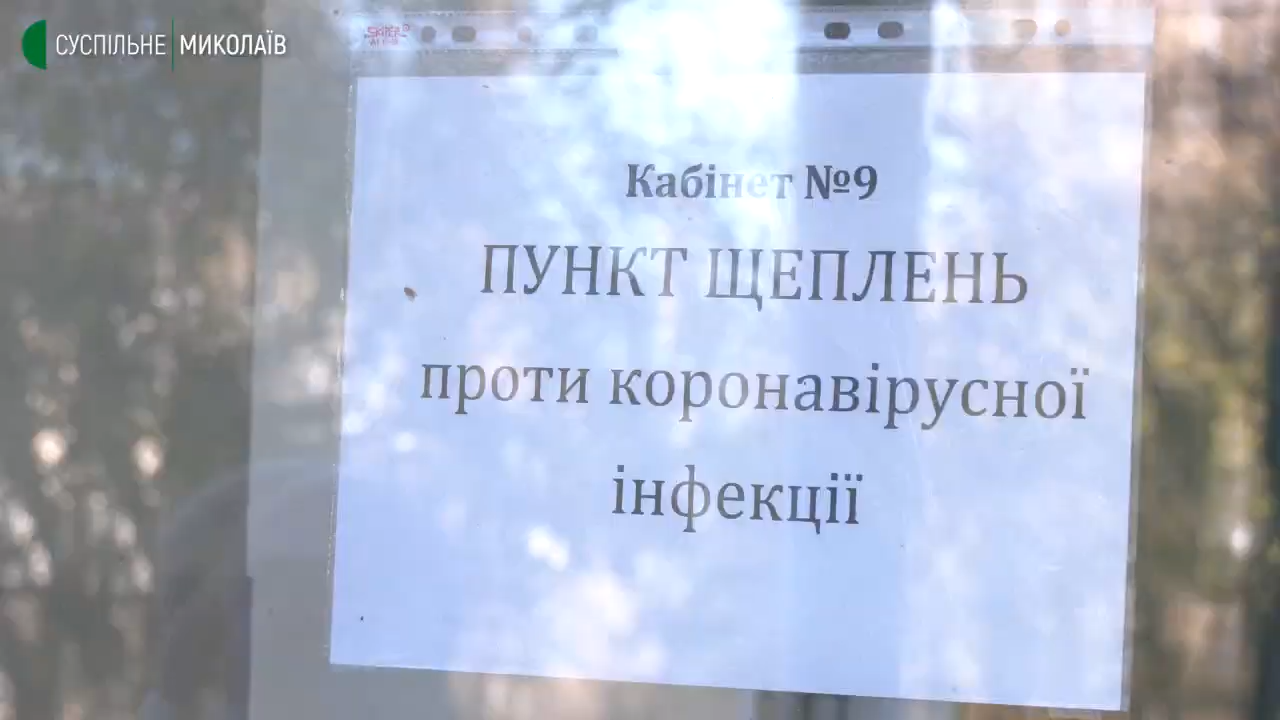 СУСПІЛЬНЕ МИКОЛАЇВ
Кабінет №9
ПУНКТ ЩЕПЛЕНЬ
проти коронавірусної
інфекції